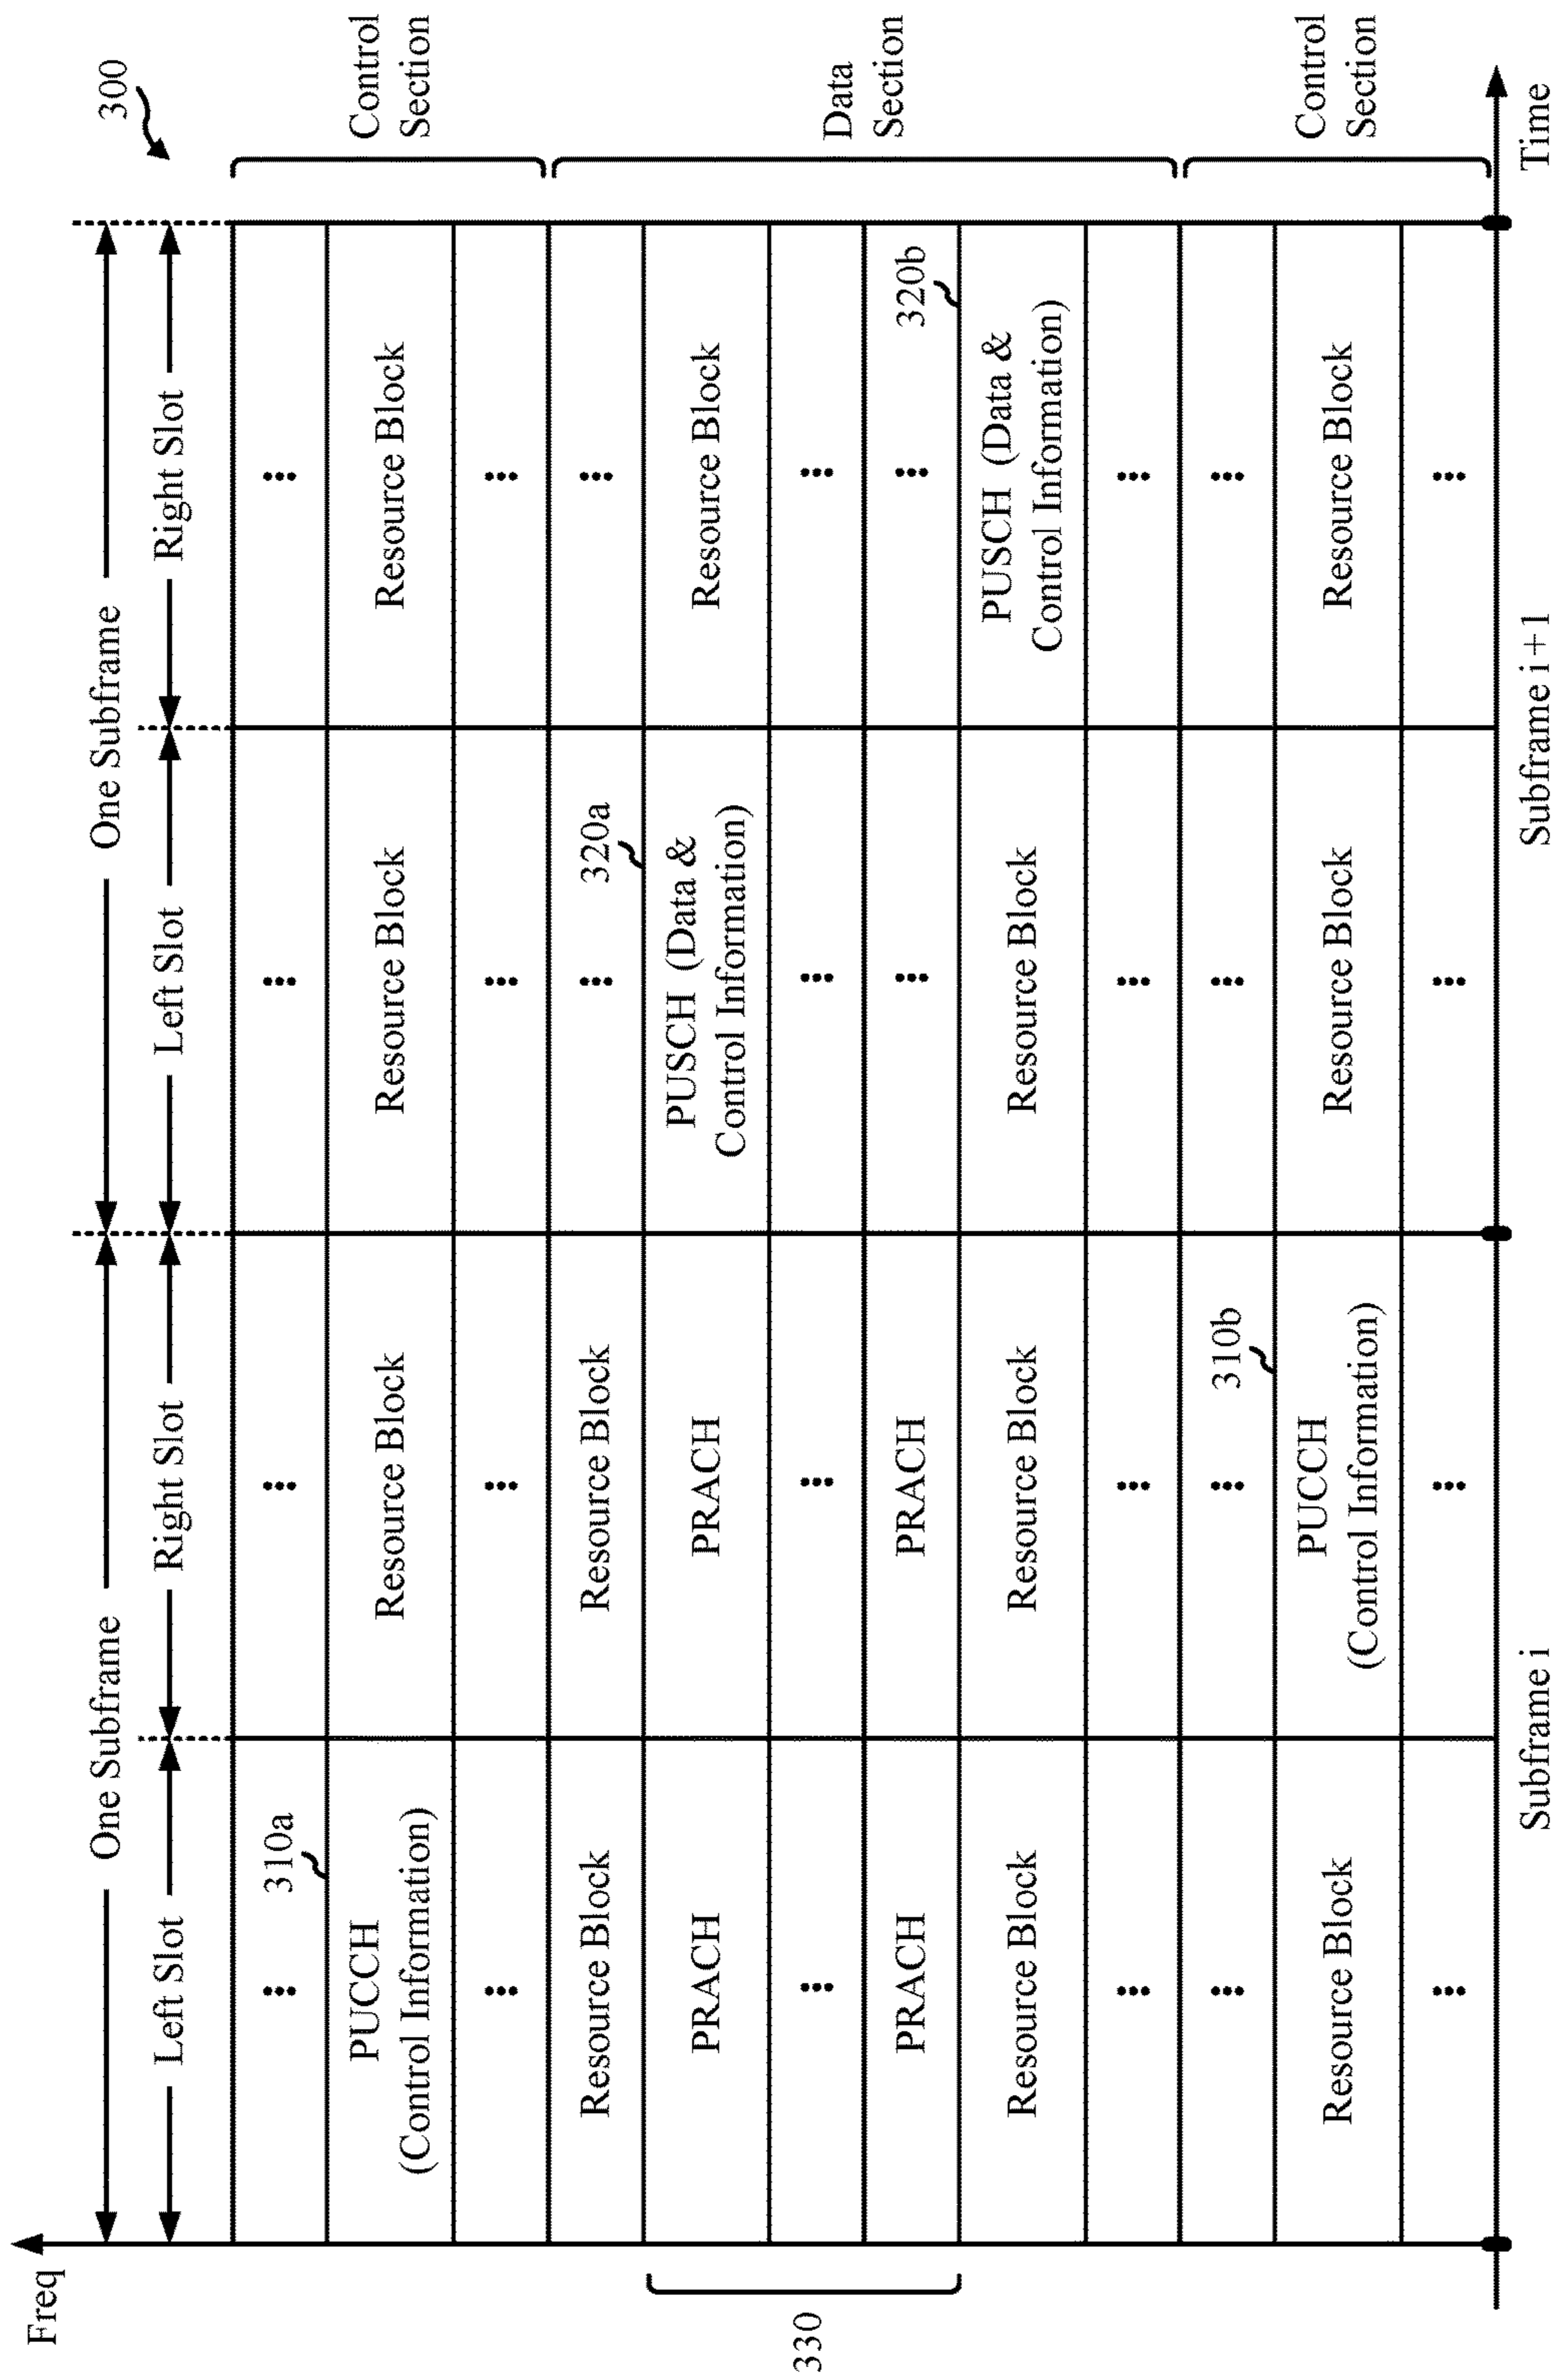 300
Freq
One Subframe
One Subframe
Left Slot
Right Slot
Left Slot
Right Slot
310a
PUCCH
(Control Information)
Resource Block
Resource Block
Resource Block
Control
Section
320a
Resource Block
Resource Block
330
PRACH
PRACH
PUSCH (Data &
Control Information)
Resource Block
Data
Section
PRACH
PRACH
320b
Resource Block
Resource Block
Resource Block
PUSCH (Data &
Control Information)
310b
Resource Block
PUCCH
(Control Information)
Resource Block
Resource Block
Control
Section
Subframe i
Subframe i+1
Time